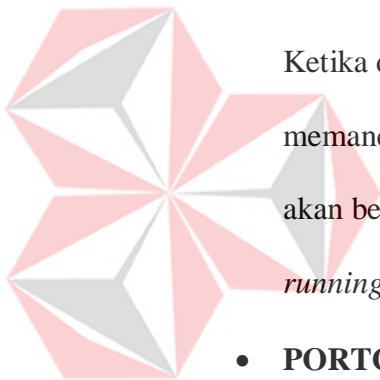 Ketika
memand
akan be
running
• PORTO